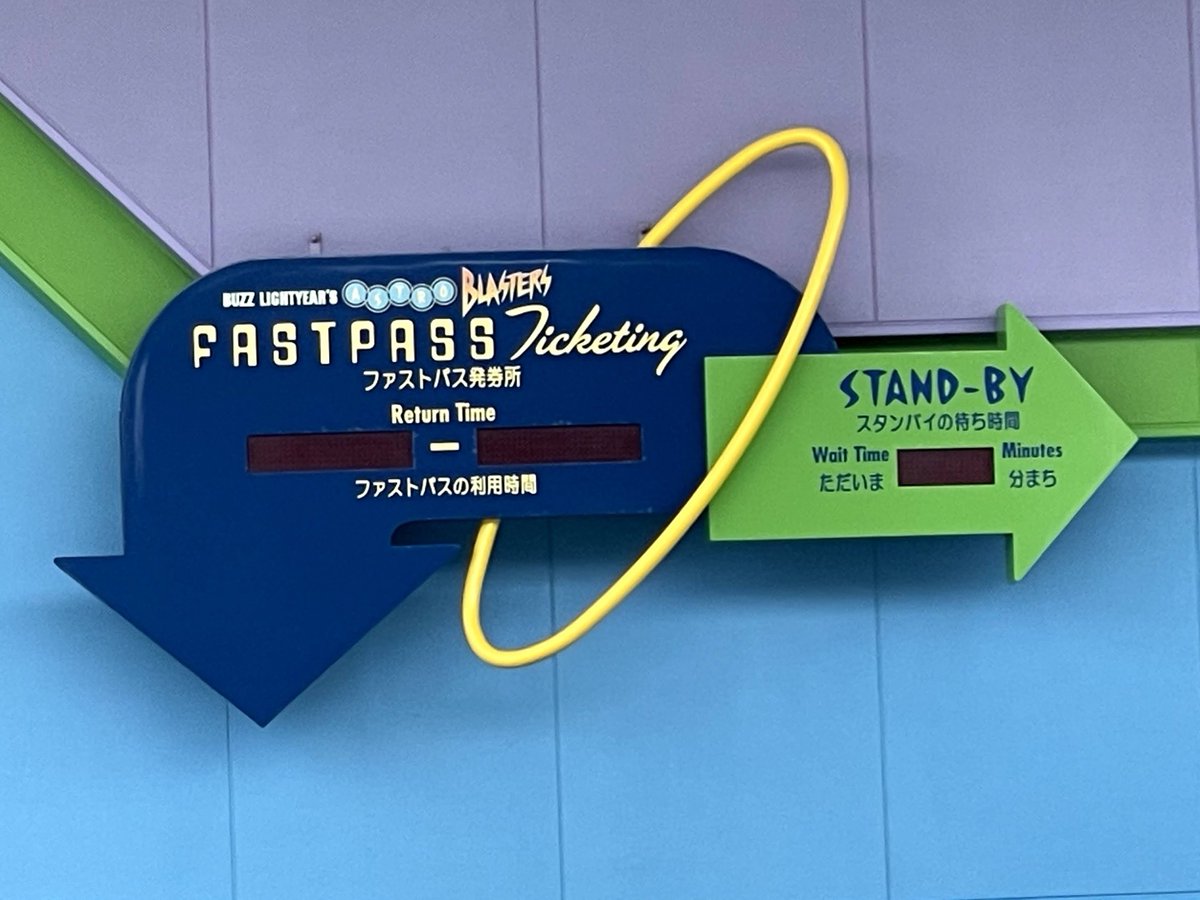 BUZZ LIGHTYEAR'S ASTRO BLASTERS
FASTPASS Ticketing
ファストパス発券所
Return Time
–
ファストパスの利用時間
STAND-BY
スタンバイの待ち時間
Wait Time Minutes
ただいま 分まち